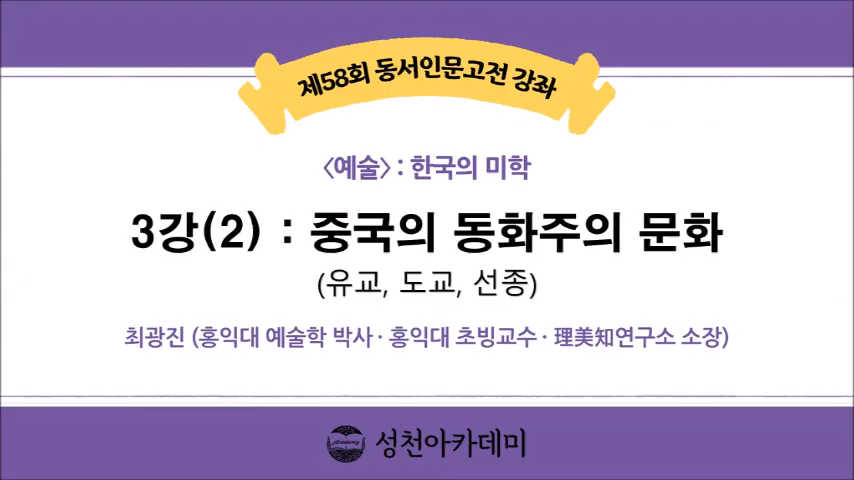 제58회 동서인문고전 강좌
<예술> : 한국의 미학
3강(2) : 중국의 동화주의 문화
(유교, 도교, 선종)
최광진 (홍익대 예술학 박사 · 홍익대 초빙교수 · 理美知연구소 소장)
Academy
성천아카데미